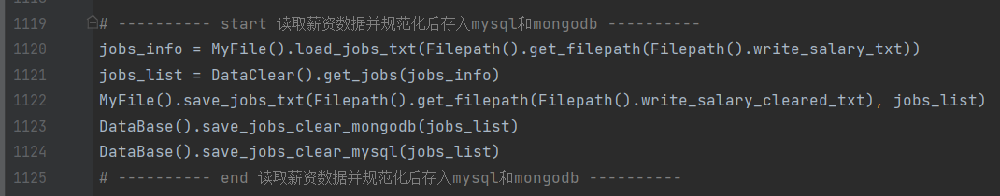 1119 # ---------- start 读取薪资数据并规范化后存入mysql和mongodb ----------
1120 jobs_info = MyFile().load_jobs_txt(Filepath().get_filepath(Filepath().write_salary_txt))
1121 jobs_list = DataClear().get_jobs(jobs_info)
1122 MyFile().save_jobs_txt(Filepath().get_filepath(Filepath().write_salary_cleared_txt), jobs_list)
1123 DataBase().save_jobs_clear_mongodb(jobs_list)
1124 DataBase().save_jobs_clear_mysql(jobs_list)
1125 # ---------- end 读取薪资数据并规范化后存入mysql和mongodb ----------